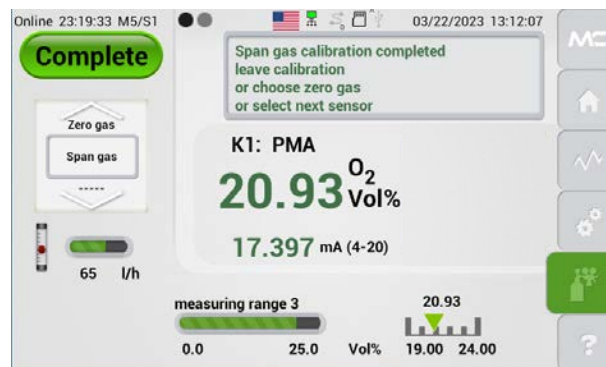 Online 23:19:33 M5/S1
03/22/2023 13:12:07
MC
Complete
Span gas calibration completed
leave calibration
or choose zero gas
or select next sensor
Zero gas
Span gas
-----
K1: PMA
20.93 O2 Vol%
17.397 mA (4-20)
65 l/h
measuring range 3
20.93
0.0 25.0 Vol% 19.00 24.00
?